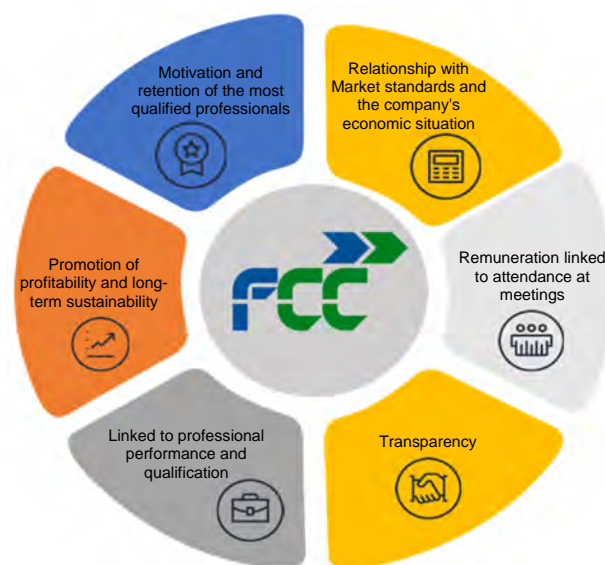 Motivation and
retention of the most
qualified professionals
Relationship with
Market standards and
the company's
economic situation
Remuneration linked
to attendance at
meetings
Transparency
Linked to professional
performance and
qualification
Promotion of
profitability and long-
term sustainability
FCC